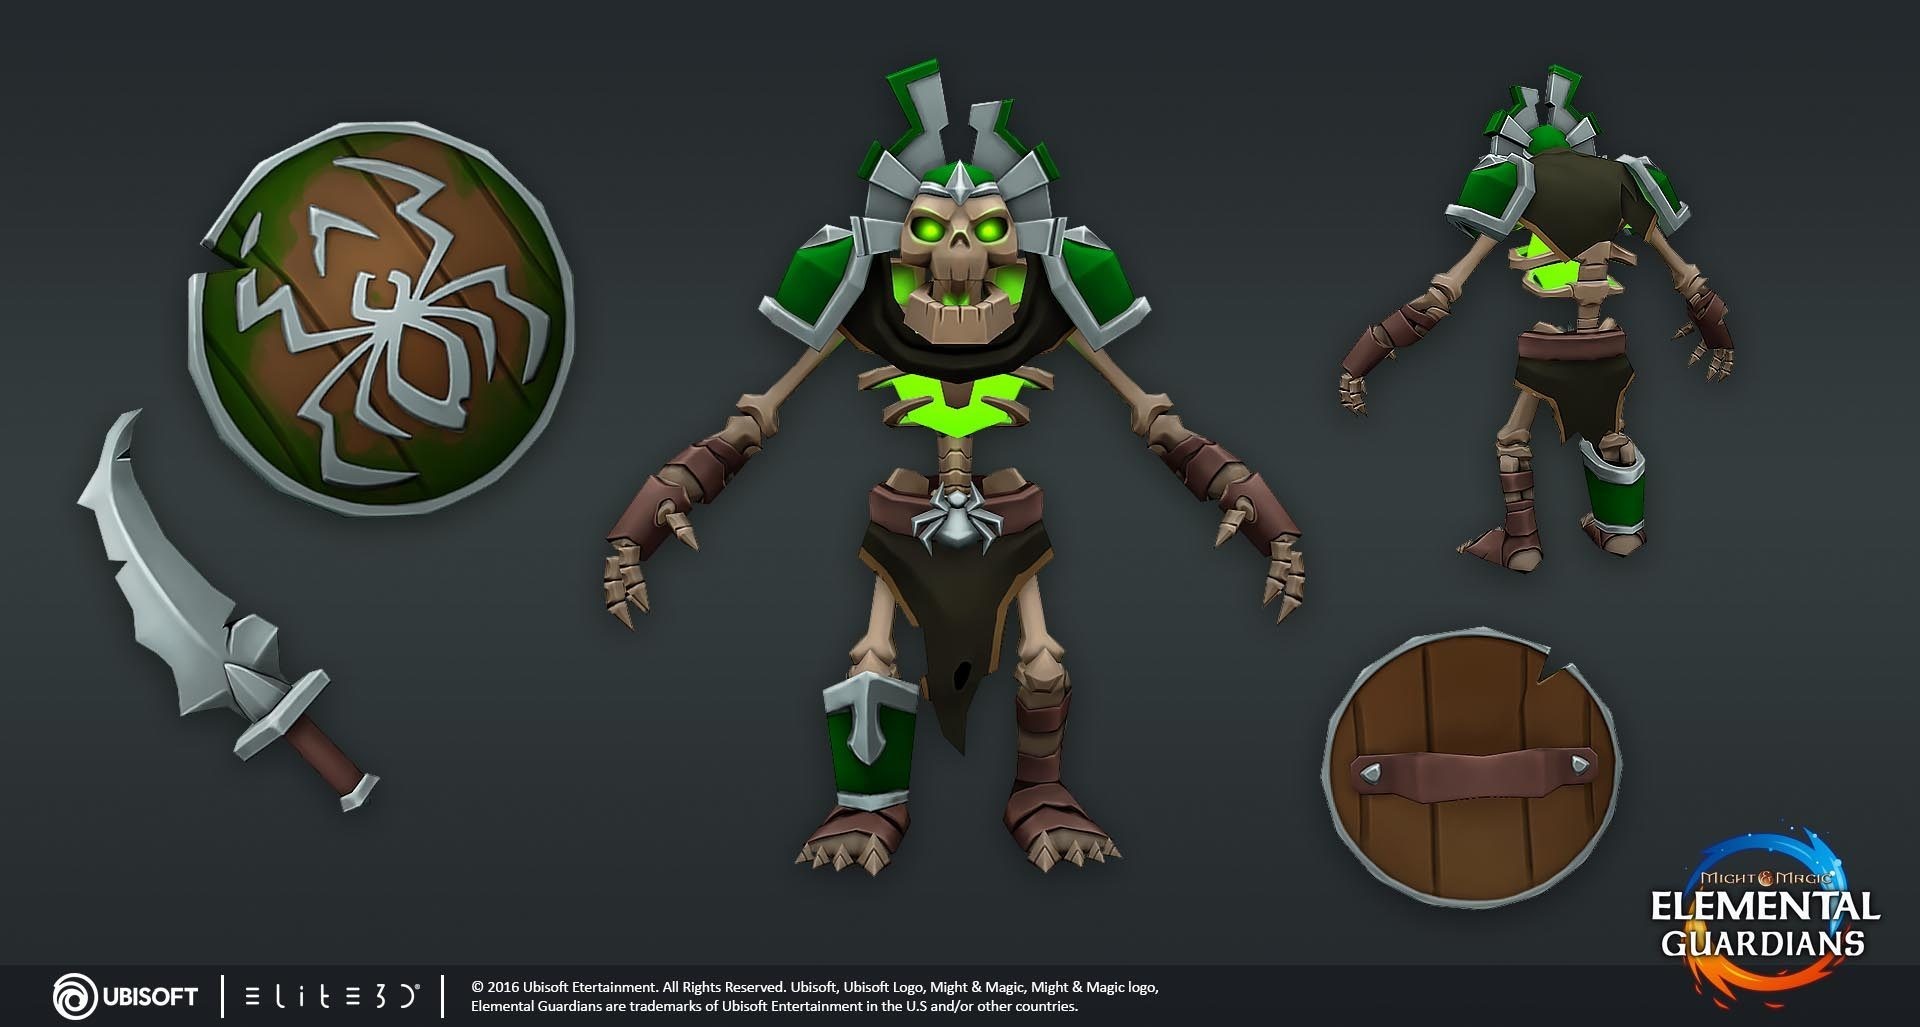 MIGHT & MAGIC
ELEMENTAL
GUARDIANS
UBISOFT
ELITE3D®
© 2016 Ubisoft Etertainment. All Rights Reserved. Ubisoft, Ubisoft Logo, Might & Magic, Might & Magic logo,
Elemental Guardians are trademarks of Ubisoft Entertainment in the U.S and/or other countries.